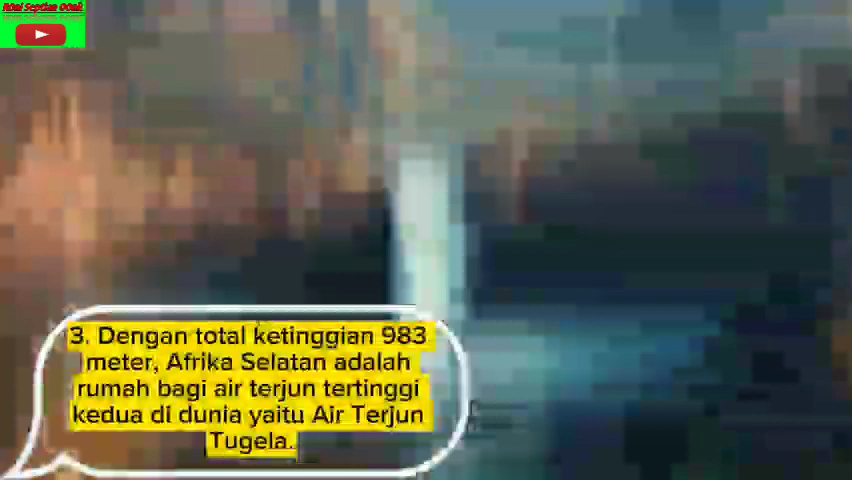 3. Dengan total ketinggian 983
meter, Afrika Selatan adalah
rumah bagi air terjun tertinggi
kedua di dunia yaitu Air Terjun
Tugela.